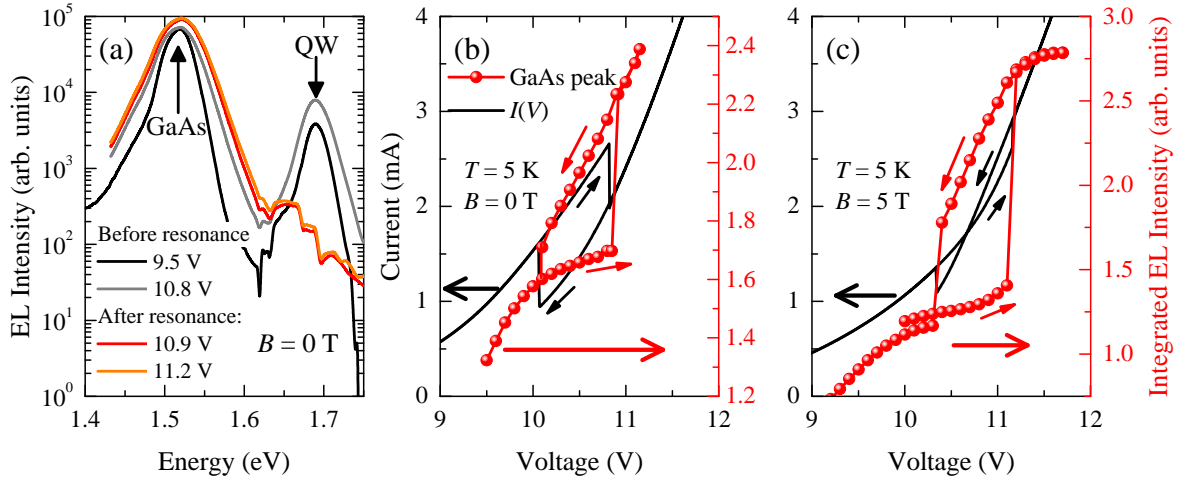 (a)
QW
GaAs
Before resonance
9.5 V
10.8 V
After resonance:
10.9 V
11.2 V
B = 0 T
EL Intensity (arb. units)
10^5
10^4
10^3
10^2
10^1
10^0
1.4 1.5 1.6 1.7
Energy (eV)
(b)
GaAs peak
I(V)
T = 5 K
B = 0 T
Current (mA)
4
3
2
1
0
9 10 11 12
Voltage (V)
2.4
2.2
2.0
1.8
1.6
1.4
1.2
(c)
T = 5 K
B = 5 T
4
3
2
1
0
9 10 11 12
Voltage (V)
3.0
2.5
2.0
1.5
1.0
Integrated EL Intensity (arb. units)